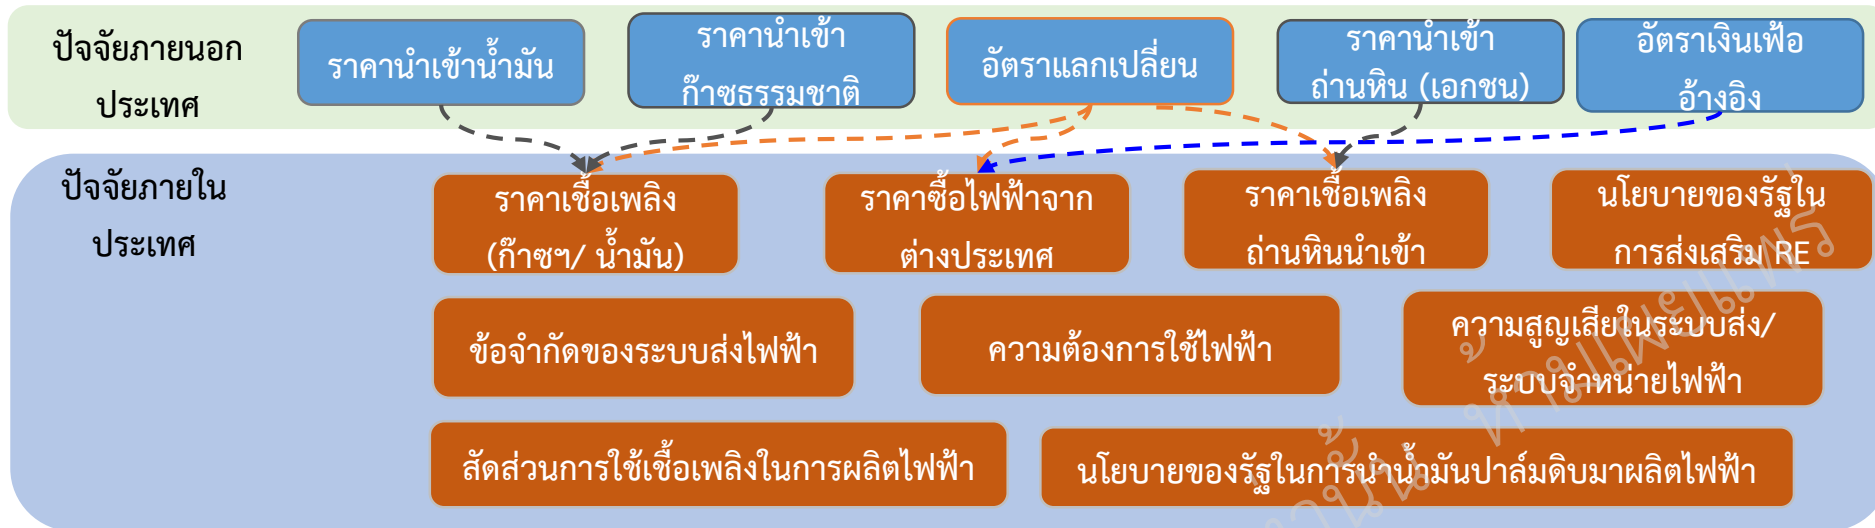 ปัจจัยภายนอก
ประเทศ
ราคานำเข้าน้ำมัน
ราคานำเข้า
ก๊าซธรรมชาติ
อัตราแลกเปลี่ยน
ราคานำเข้า
ถ่านหิน (เอกชน)
อัตราเงินเฟ้อ
อ้างอิง
ปัจจัยภายใน
ประเทศ
ราคาเชื้อเพลิง
(ก๊าซฯ/ น้ำมัน)
ราคาซื้อไฟฟ้าจาก
ต่างประเทศ
ราคาเชื้อเพลิง
ถ่านหินนำเข้า
นโยบายของรัฐใน
การส่งเสริม RE
ข้อจำกัดของระบบส่งไฟฟ้า
ความต้องการใช้ไฟฟ้า
ความสูญเสียในระบบส่ง/
ระบบจำหน่ายไฟฟ้า
สัดส่วนการใช้เชื้อเพลิงในการผลิตไฟฟ้า
นโยบายของรัฐในการนำน้ำมันปาล์มดิบมาผลิตไฟฟ้า
ห้ามเผยแพร่